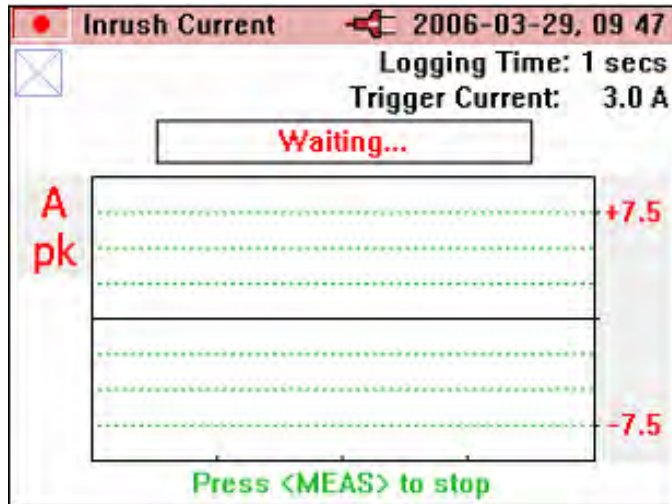 Inrush Current 2006-03-29, 09 47
Logging Time: 1 secs
Trigger Current: 3.0 A
Waiting...
A
pk
+7.5
-7.5
Press <MEAS> to stop